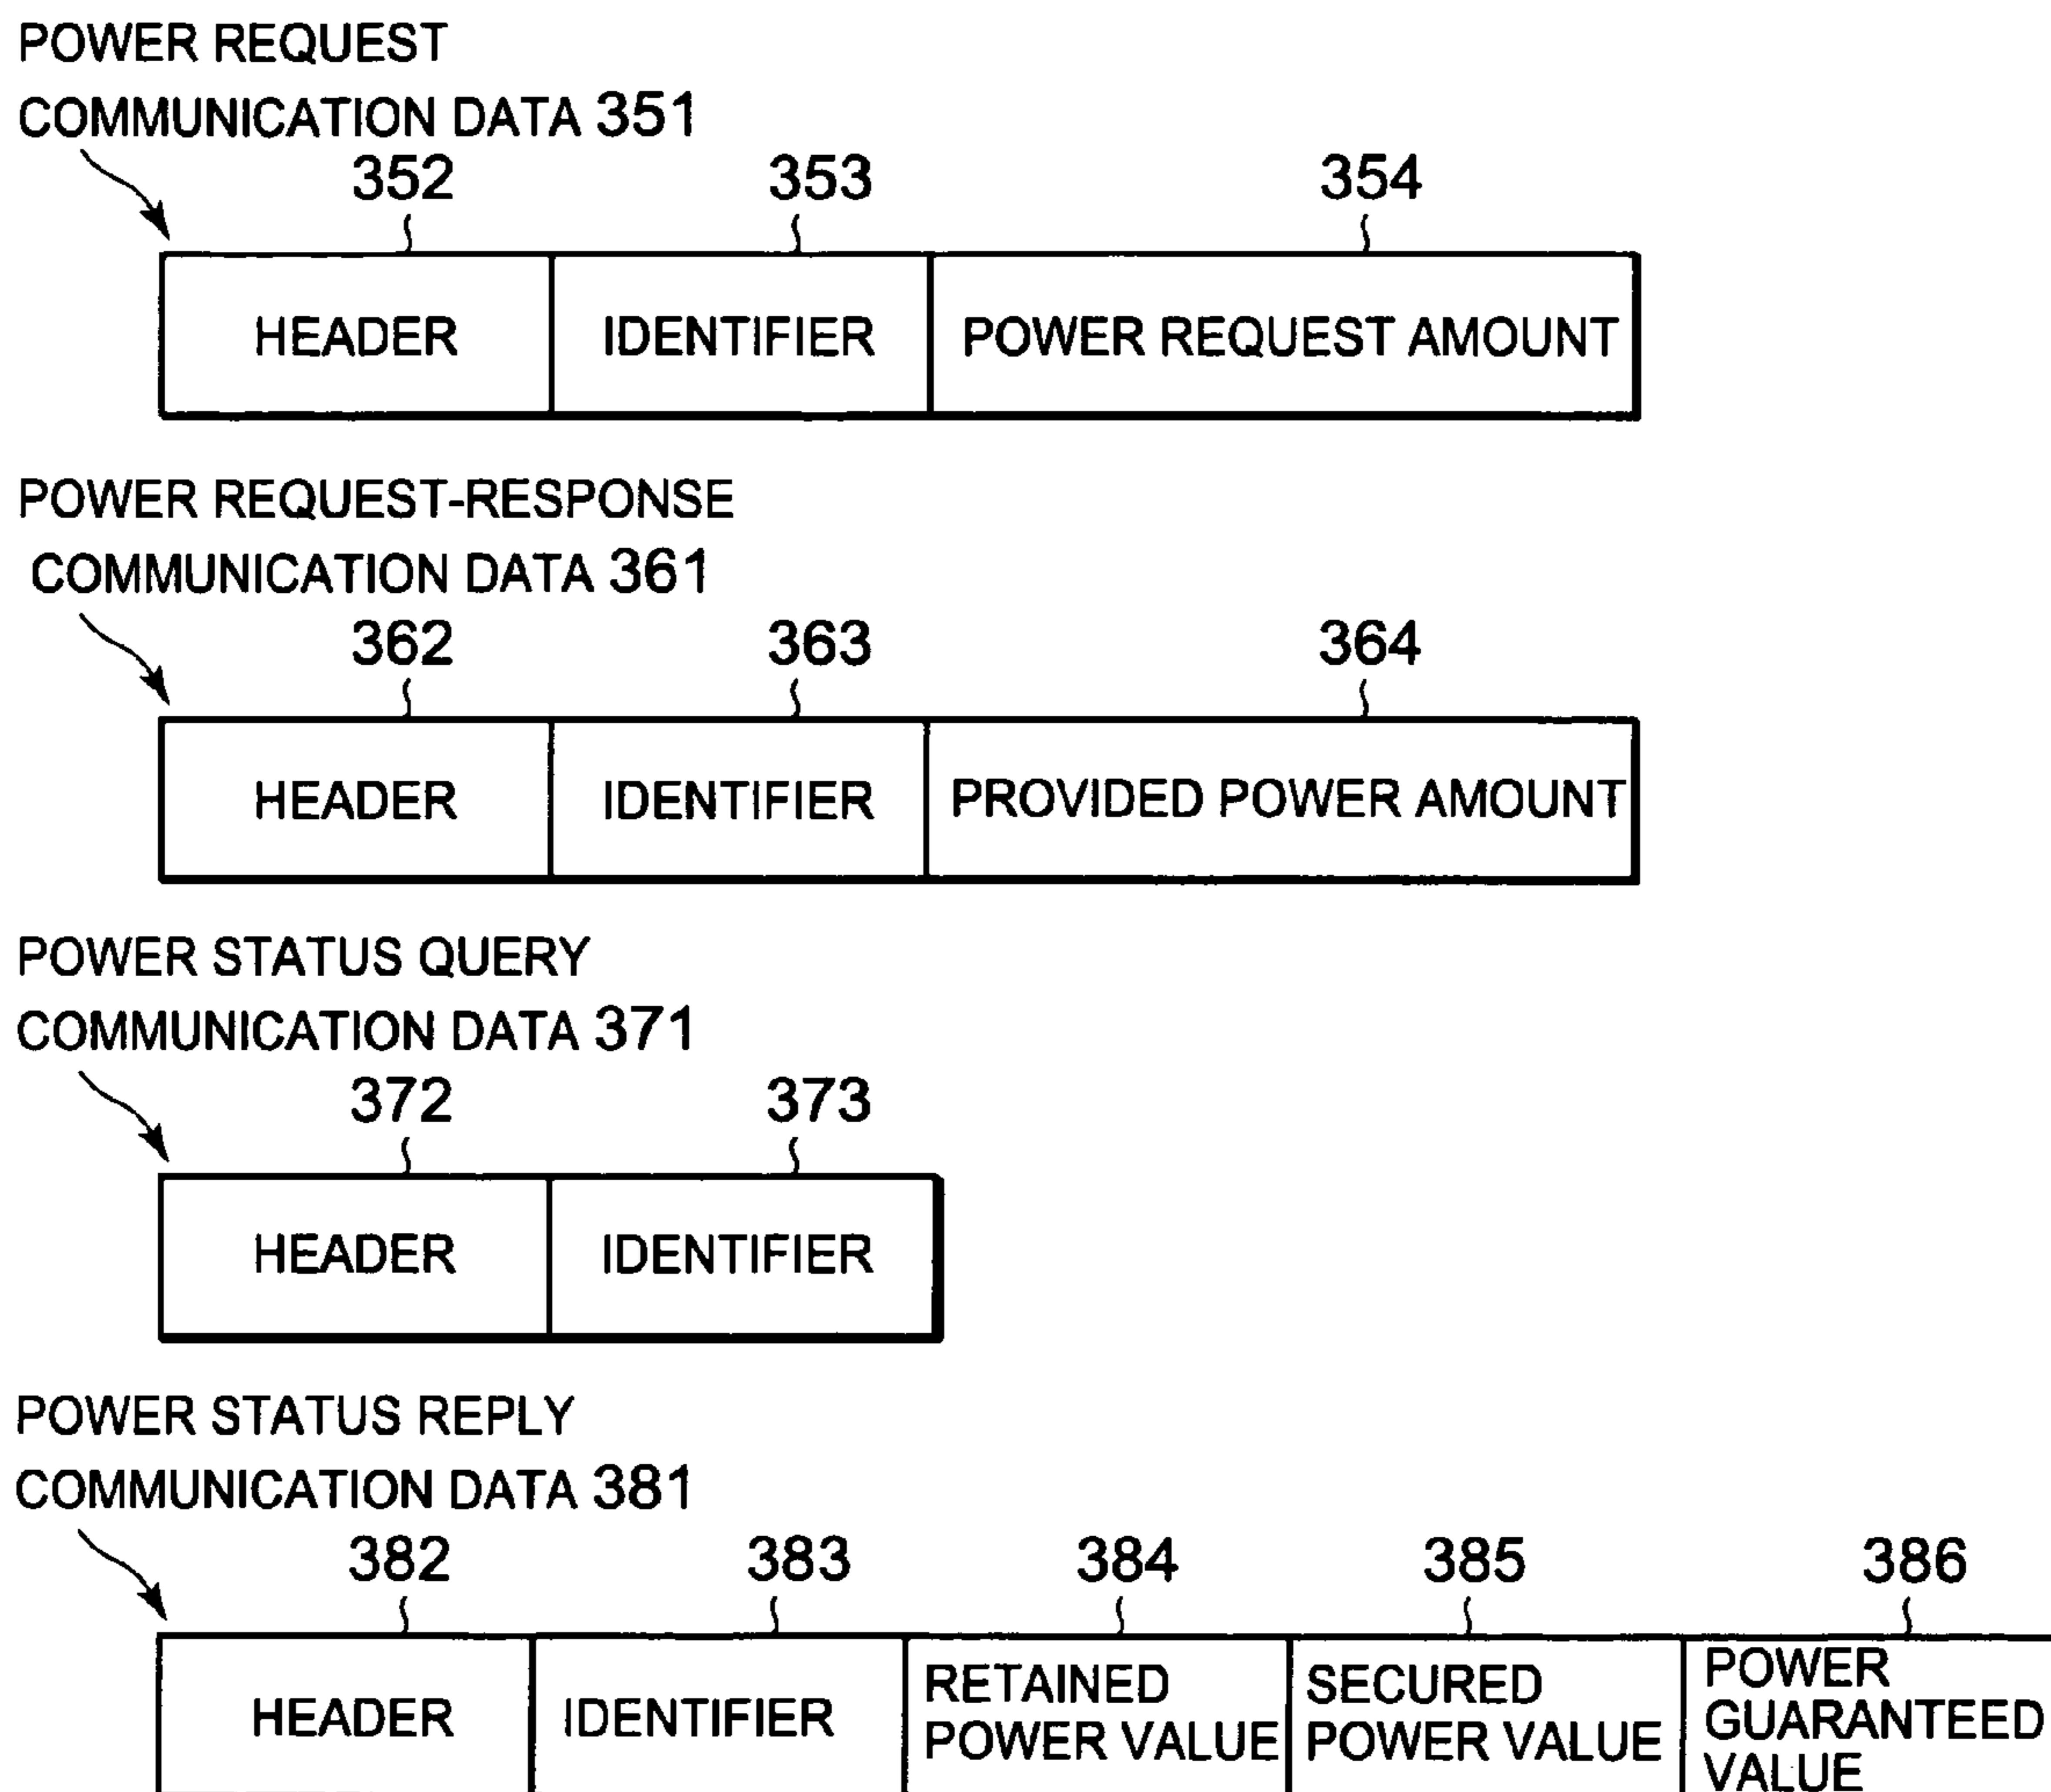 POWER REQUEST
COMMUNICATION DATA 351
352 353 354
HEADER IDENTIFIER POWER REQUEST AMOUNT
POWER REQUEST-RESPONSE
COMMUNICATION DATA 361
362 363 364
HEADER IDENTIFIER PROVIDED POWER AMOUNT
POWER STATUS QUERY
COMMUNICATION DATA 371
372 373
HEADER IDENTIFIER
POWER STATUS REPLY
COMMUNICATION DATA 381
382 383 384 385 386
HEADER
IDENTIFIER
RETAINED
POWER VALUE
SECURED
POWER VALUE
POWER
GUARANTEED
VALUE